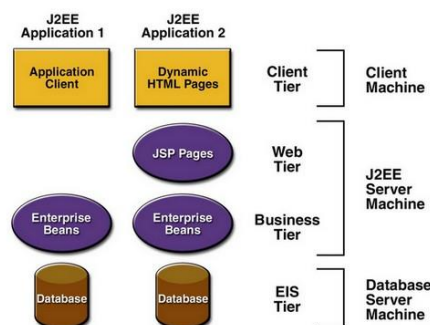 J2EE
Application 1
J2EE
Application 2
Application
Client
Dynamic
HTML Pages
Client
Tier
Client
Machine
JSP Pages
Web
Tier
J2EE
Server
Machine
Enterprise
Beans
Enterprise
Beans
Business
Tier
Database
Database
EIS
Tier
Database
Server
Machine